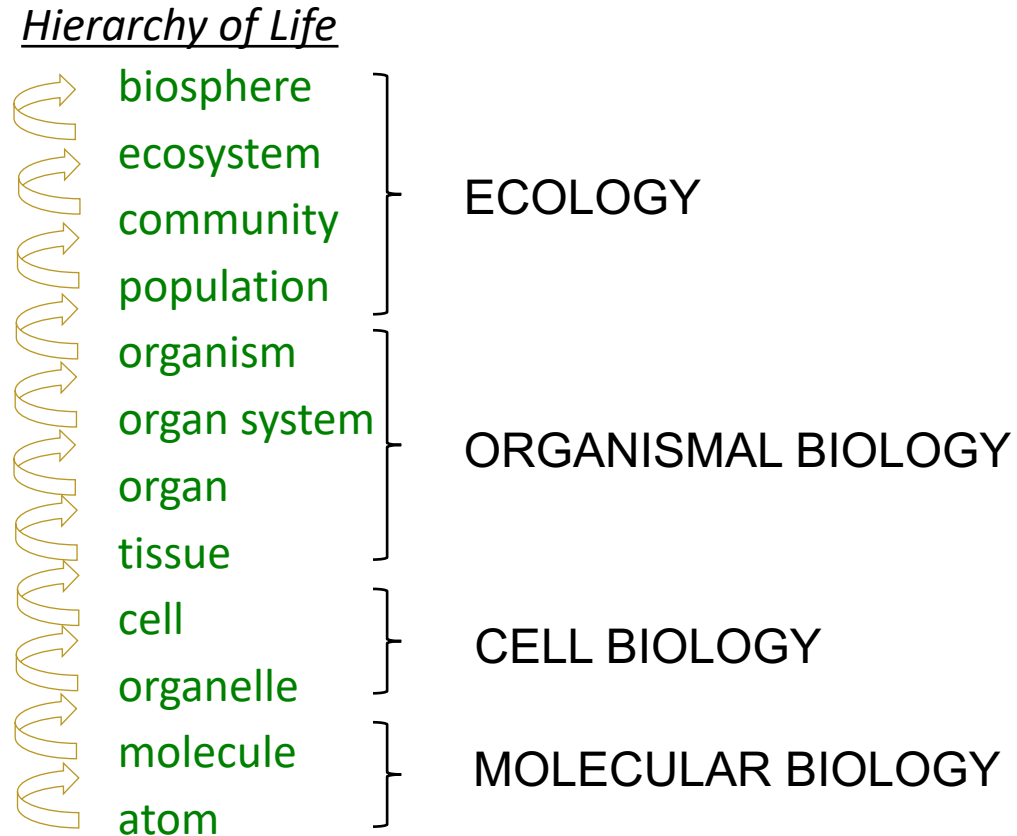 Hierarchy of Life
biosphere
ecosystem
ECOLOGY
community
population
organism
organ system
ORGANISMAL BIOLOGY
organ
tissue
cell
CELL BIOLOGY
organelle
molecule
MOLECULAR BIOLOGY
atom